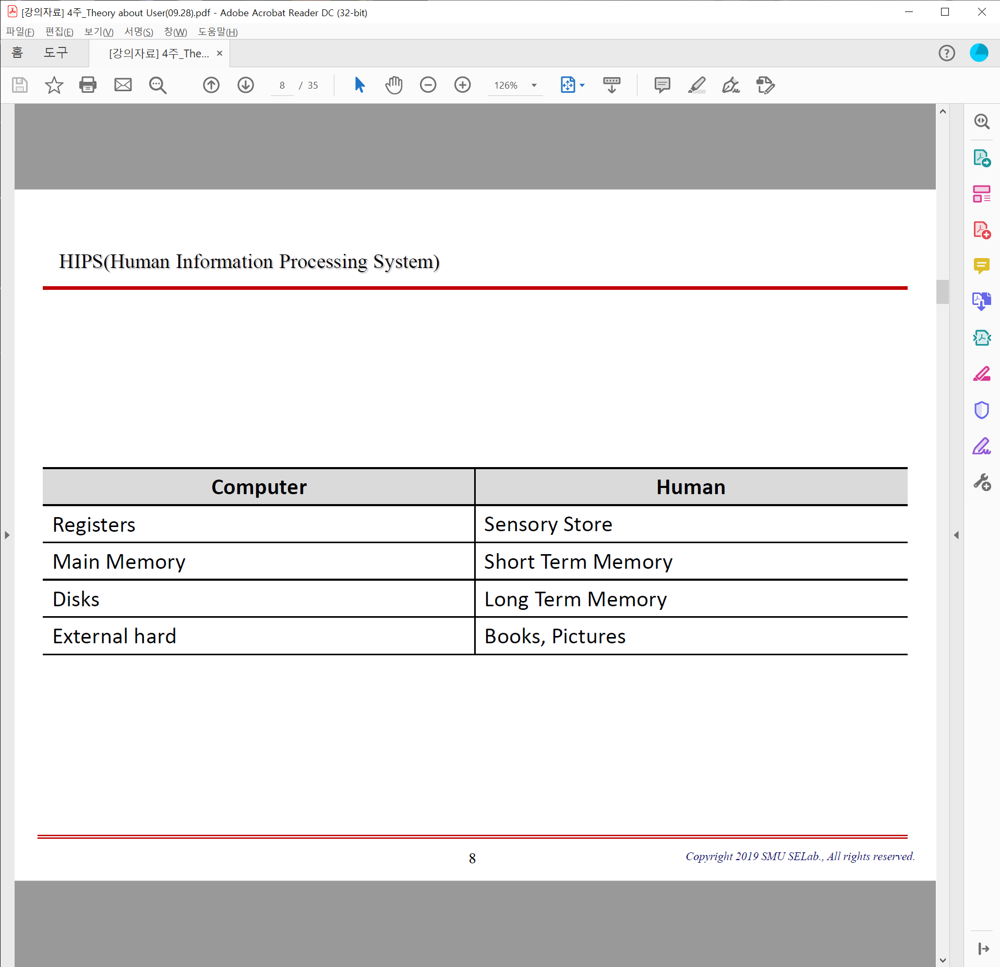 [강의자료] 4주_Theory about User(09.28).pdf - Adobe Acrobat Reader DC (32-bit)
파일(F) 편집(E) 보기(V) 서명(S) 창(W) 도움말(H)
홈 도구 [강의자료] 4주_The... ×
8 / 35 126%
HIPS(Human Information Processing System)
Computer Human
Registers Sensory Store
Main Memory Short Term Memory
Disks Long Term Memory
External hard Books, Pictures
8 Copyright 2019 SMU SELab., All rights reserved.